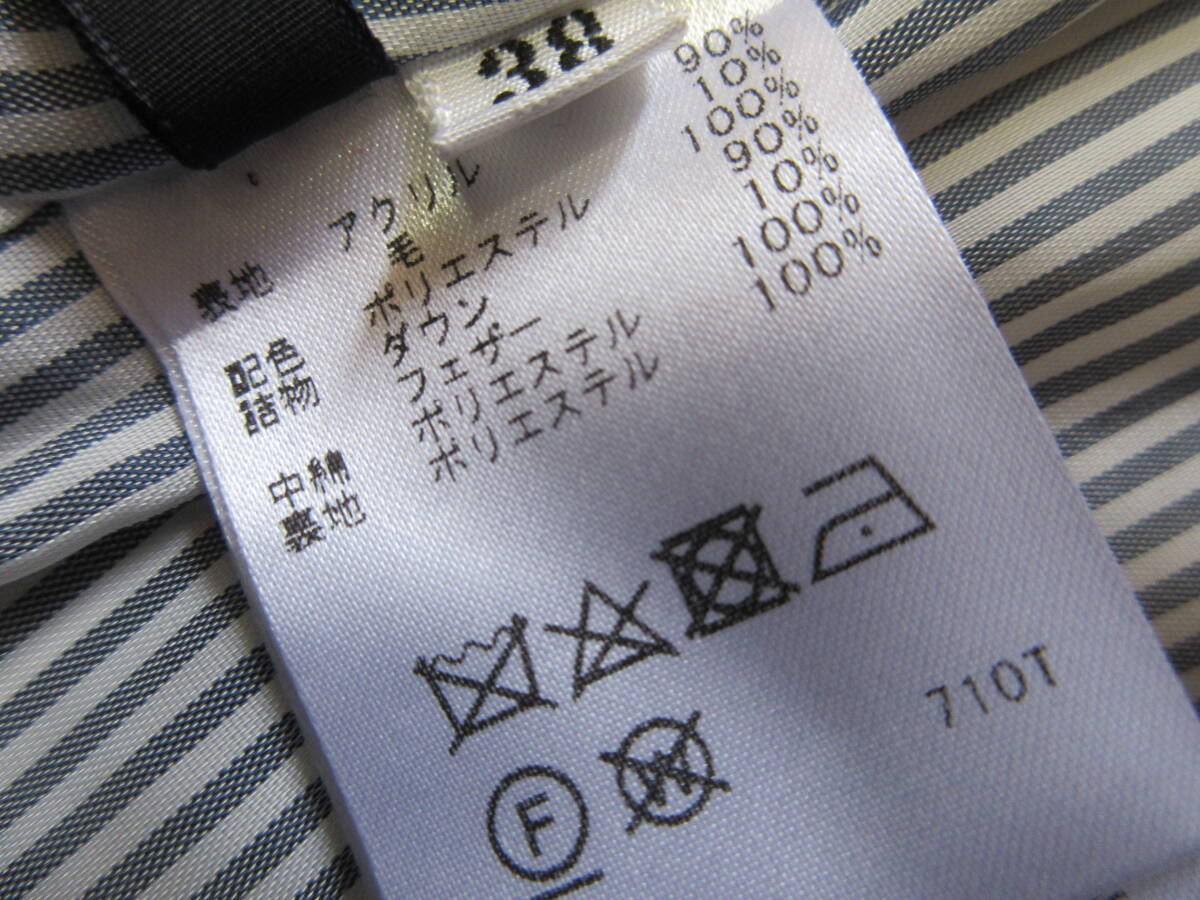 38
表地 アクリル 90%
毛 10%
配色 ポリエステル 100%
詰物 ダウン 90%
フェザー 10%
中綿 ポリエステル 100%
裏地 ポリエステル 100%
710T
F
W